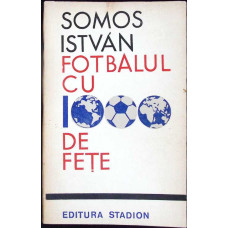 SOMOS
ISTVÁN
FOTBALUL
CU
1000
DE
FEȚE
EDITURA STADION